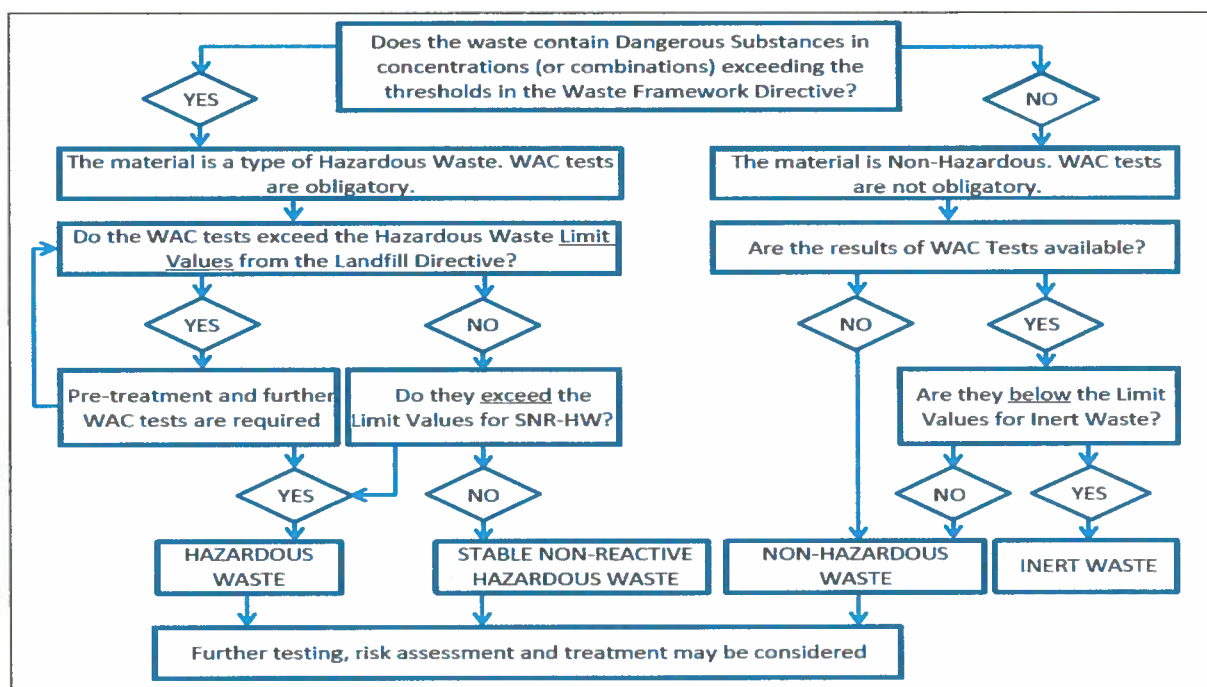 Does the waste contain Dangerous Substances in
concentrations (or combinations) exceeding the
thresholds in the Waste Framework Directive?
YES
NO
The material is a type of Hazardous Waste. WAC tests
are obligatory.
The material is Non-Hazardous. WAC tests
are not obligatory.
Do the WAC tests exceed the Hazardous Waste Limit
Values from the Landfill Directive?
Are the results of WAC Tests available?
YES
NO
NO
YES
Pre-treatment and further
WAC tests are required
Do they exceed the
Limit Values for SNR-HW?
Are they below the Limit
Values for Inert Waste?
YES
NO
NO
YES
HAZARDOUS
WASTE
STABLE NON-REACTIVE
HAZARDOUS WASTE
NON-HAZARDOUS
WASTE
INERT WASTE
Further testing, risk assessment and treatment may be considered